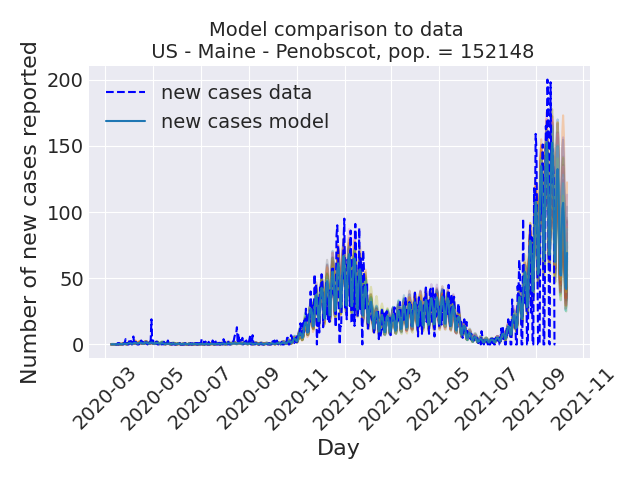 Model comparison to data
US - Maine - Penobscot, pop. = 152148
Number of new cases reported
200
150
100
50
0
new cases data
new cases model
2020-03
2020-05
2020-07
2020-09
2020-11
2021-01
2021-03
2021-05
2021-07
2021-09
2021-11
Day